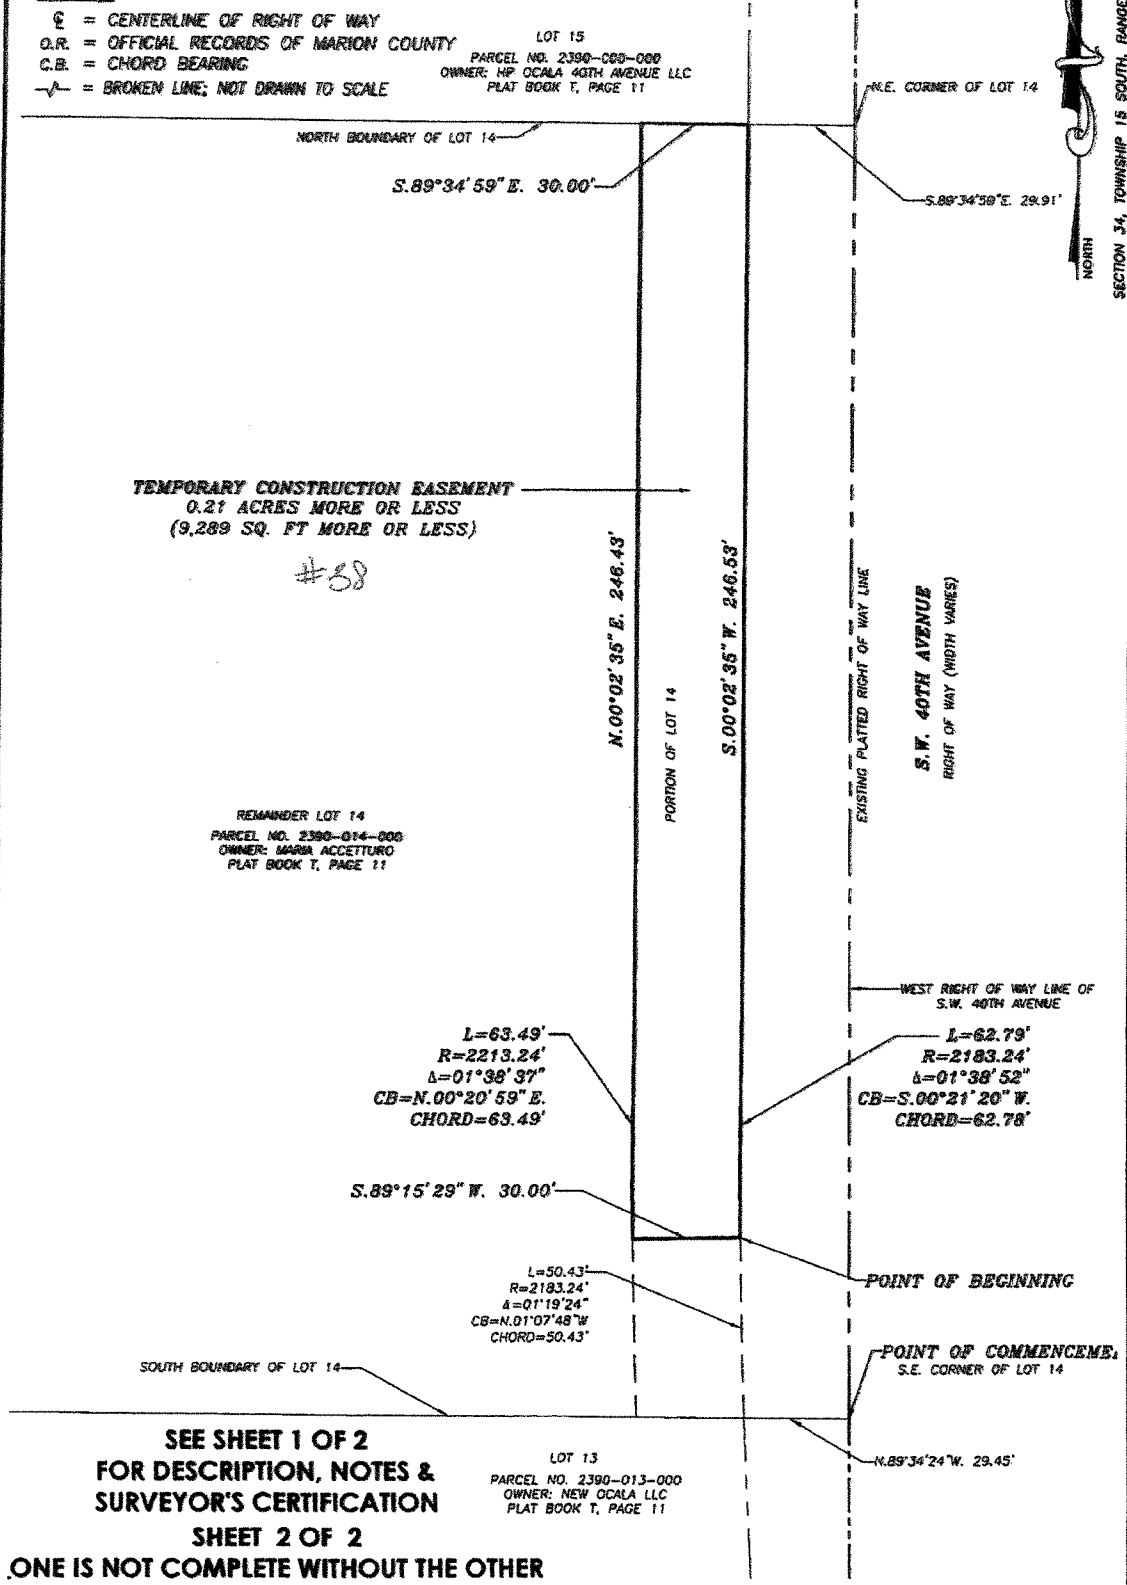 ℄ = CENTERLINE OF RIGHT OF WAY
O.R. = OFFICIAL RECORDS OF MARION COUNTY
C.B. = CHORD BEARING
= BROKEN LINE; NOT DRAWN TO SCALE
LOT 15
PARCEL NO. 2390-000-000
OWNER: HP OCALA 40TH AVENUE LLC
PLAT BOOK T, PAGE 11
N.E. CORNER OF LOT 14
NORTH BOUNDARY OF LOT 14
S.89°34'59" E. 30.00'
S.89°34'59"E. 29.91'
NORTH
SECTION 34, TOWNSHIP 15 SOUTH, RANGE
TEMPORARY CONSTRUCTION EASEMENT
0.21 ACRES MORE OR LESS
(9,289 SQ. FT MORE OR LESS)
#38
N.00°02'35" E. 246.43'
PORTION OF LOT 14
S.00°02'35" W. 246.53'
EXISTING PLATTED RIGHT OF WAY LINE
S.W. 40TH AVENUE
RIGHT OF WAY (WIDTH VARIES)
REMAINDER LOT 14
PARCEL NO. 2390-014-000
OWNER: MARIA ACCETTURO
PLAT BOOK T, PAGE 11
WEST RIGHT OF WAY LINE OF
S.W. 40TH AVENUE
L=63.49'
R=2213.24'
Δ=01°38'37"
CB=N.00°20'59" E.
CHORD=63.49'
L=62.79'
R=2183.24'
Δ=01°38'52"
CB=S.00°21'20" W.
CHORD=62.78'
S.89°15'29" W. 30.00'
L=50.43'
R=2183.24'
Δ=01°19'24"
CB=N.01°07'48"W
CHORD=50.43'
POINT OF BEGINNING
SOUTH BOUNDARY OF LOT 14
POINT OF COMMENCEME
S.E. CORNER OF LOT 14
N.89°34'24"W. 29.45'
SEE SHEET 1 OF 2
FOR DESCRIPTION, NOTES &
SURVEYOR'S CERTIFICATION
SHEET 2 OF 2
ONE IS NOT COMPLETE WITHOUT THE OTHER
LOT 13
PARCEL NO. 2390-013-000
OWNER: NEW OCALA LLC
PLAT BOOK T, PAGE 11